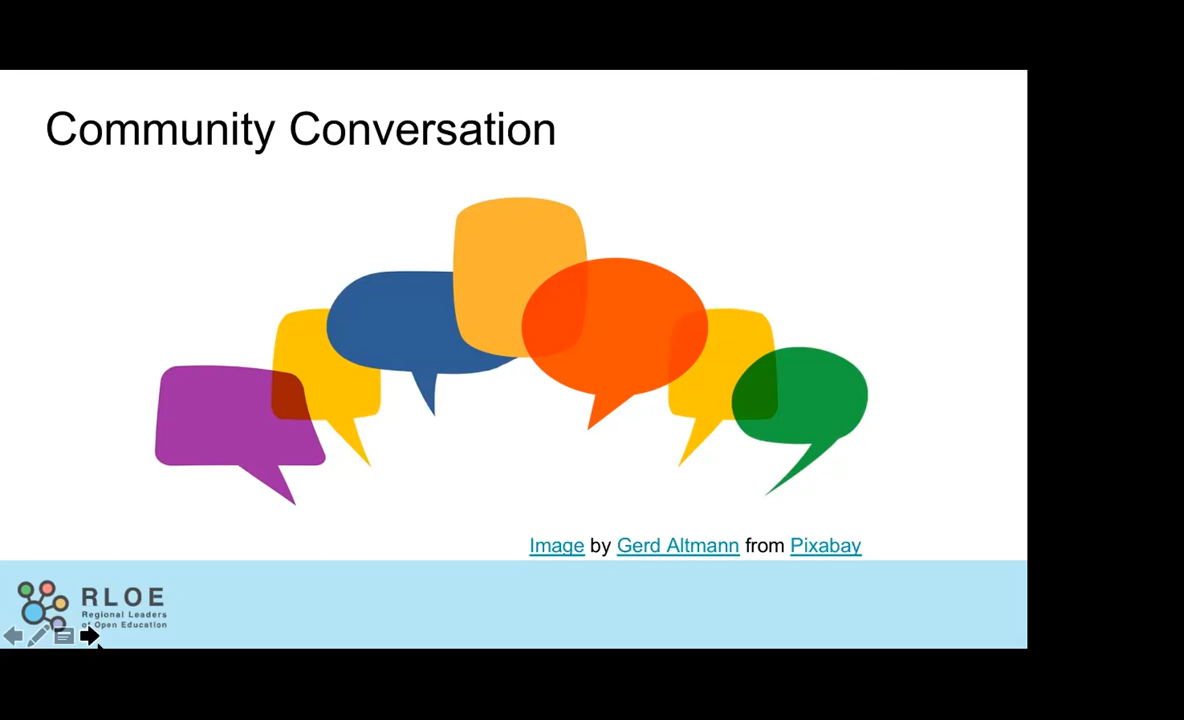 Community Conversation
Image by Gerd Altmann from Pixabay
RLOE
Regional Leaders
of Open Education